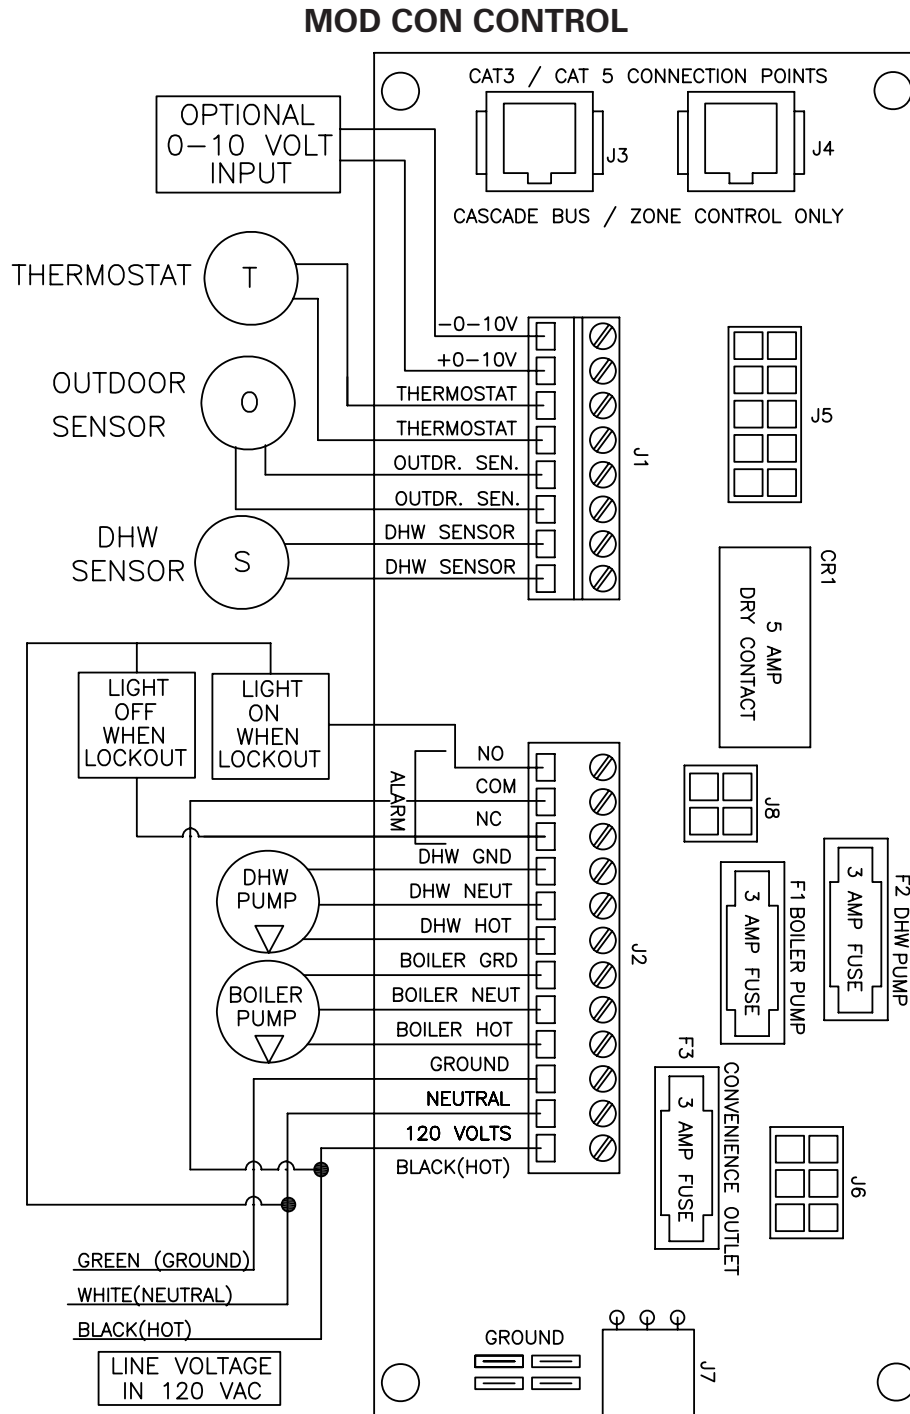 MOD CON CONTROL
CAT3 / CAT 5 CONNECTION POINTS
J3
J4
CASCADE BUS / ZONE CONTROL ONLY
OPTIONAL
0-10 VOLT
INPUT
THERMOSTAT
T
OUTDOOR
SENSOR
O
DHW
SENSOR
S
-0-10V
+0-10V
THERMOSTAT
THERMOSTAT
OUTDR. SEN.
OUTDR. SEN.
DHW SENSOR
DHW SENSOR
J1
J5
CR1
5 AMP
DRY CONTACT
LIGHT
OFF
WHEN
LOCKOUT
LIGHT
ON
WHEN
LOCKOUT
ALARM
NO
COM
NC
DHW GND
DHW NEUT
DHW HOT
BOILER GRD
BOILER NEUT
BOILER HOT
GROUND
NEUTRAL
120 VOLTS
BLACK(HOT)
J2
J8
DHW
PUMP
BOILER
PUMP
F1 BOILER PUMP
3 AMP FUSE
F2 DHW PUMP
3 AMP FUSE
F3
CONVENIENCE OUTLET
3 AMP FUSE
J6
GREEN (GROUND)
WHITE(NEUTRAL)
BLACK(HOT)
LINE VOLTAGE
IN 120 VAC
GROUND
J7